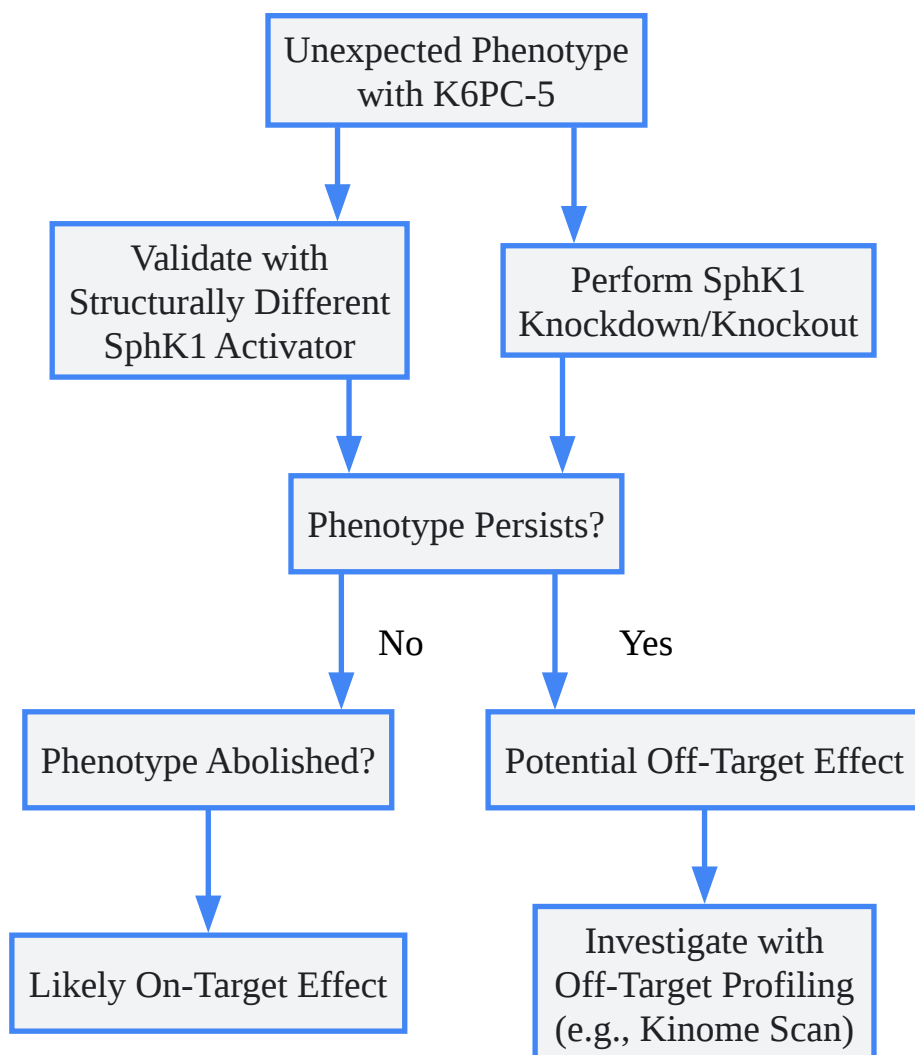 Unexpected Phenotype
with K6PC-5
Validate with
Structurally Different
SphK1 Activator
Perform SphK1
Knockdown/Knockout
Phenotype Persists?
No
Yes
Phenotype Abolished?
Potential Off-Target Effect
Likely On-Target Effect
Investigate with
Off-Target Profiling
(e.g., Kinome Scan)